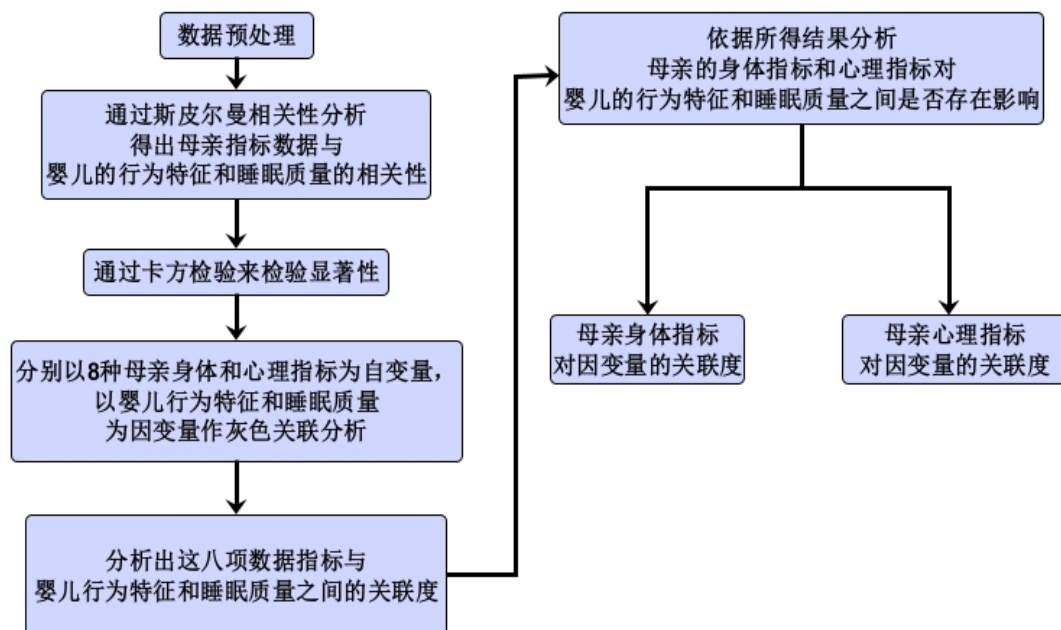 数据预处理
通过斯皮尔曼相关性分析
得出母亲指标数据与
婴儿的行为特征和睡眠质量的相关性
通过卡方检验来检验显著性
分别以8种母亲身体和心理指标为自变量，
以婴儿行为特征和睡眠质量
为因变量作灰色关联分析
分析出这八项数据指标与
婴儿行为特征和睡眠质量之间的关联度
依据所得结果分析
母亲的身体指标和心理指标对
婴儿的行为特征和睡眠质量之间是否存在影响
母亲身体指标
对因变量的关联度
母亲心理指标
对因变量的关联度